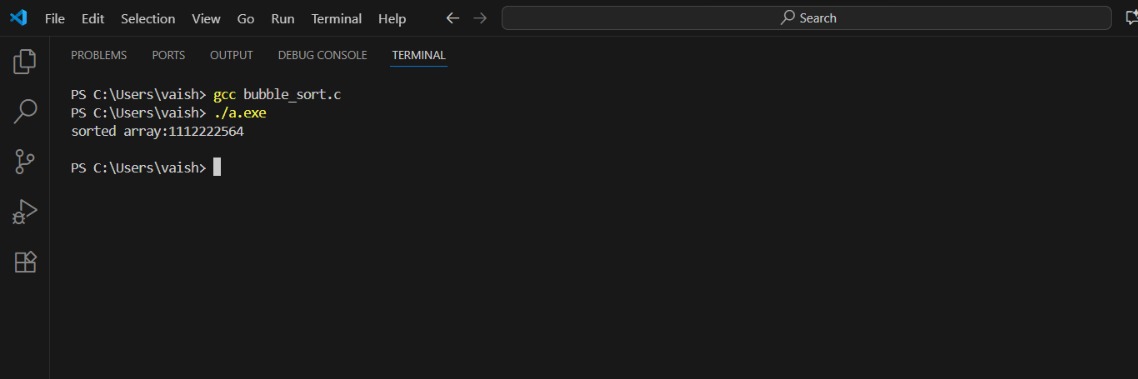 File Edit Selection View Go Run Terminal Help Search
PROBLEMS PORTS OUTPUT DEBUG CONSOLE TERMINAL
PS C:\Users\vaish> gcc bubble_sort.c
PS C:\Users\vaish> ./a.exe
sorted array:1112222564
PS C:\Users\vaish>